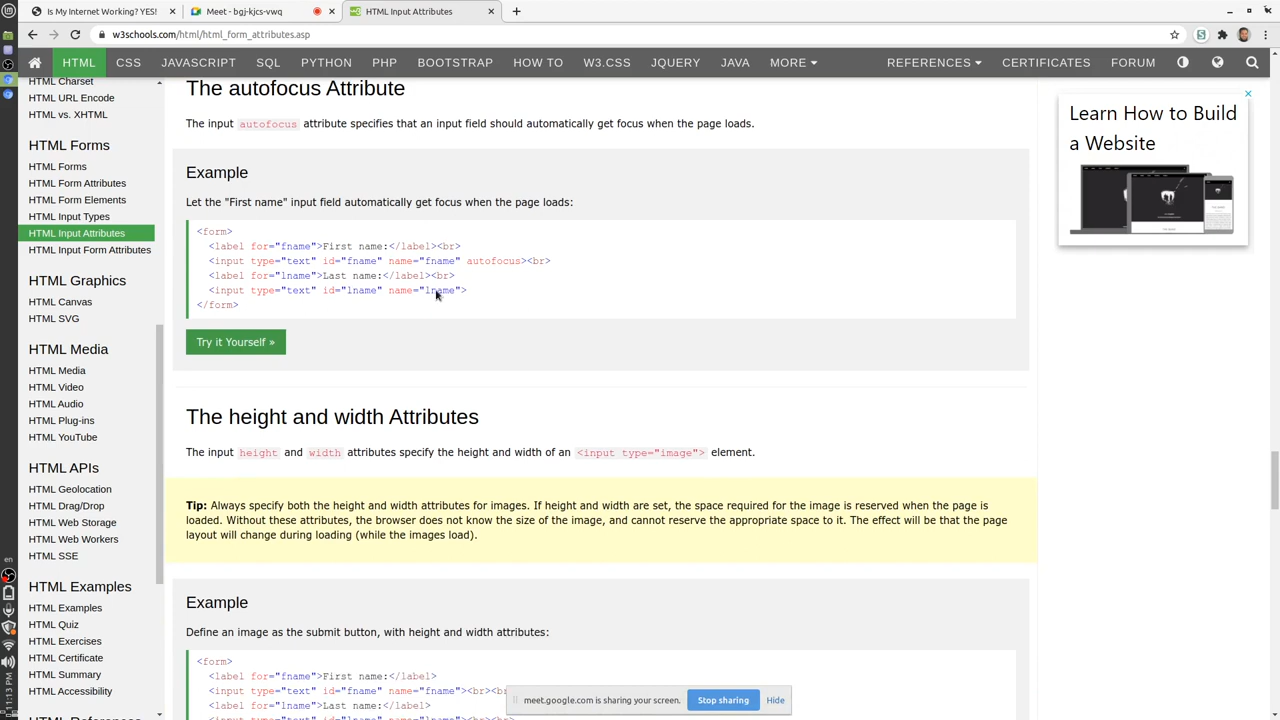 Is My Internet Working? YES!
Meet - bgj-kjcs-vwq
HTML Input Attributes
w3schools.com/html/html_form_attributes.asp
HTML
CSS
JAVASCRIPT
SQL
PYTHON
PHP
BOOTSTRAP
HOW TO
W3.CSS
JQUERY
JAVA
MORE
REFERENCES
CERTIFICATES
FORUM
HTML Charset
HTML URL Encode
HTML vs. XHTML
HTML Forms
HTML Forms
HTML Form Attributes
HTML Form Elements
HTML Input Types
HTML Input Attributes
HTML Input Form Attributes
HTML Graphics
HTML Canvas
HTML SVG
HTML Media
HTML Media
HTML Video
HTML Audio
HTML Plug-ins
HTML YouTube
HTML APIs
HTML Geolocation
HTML Drag/Drop
HTML Web Storage
HTML Web Workers
HTML SSE
HTML Examples
HTML Examples
HTML Quiz
HTML Exercises
HTML Certificate
HTML Summary
HTML Accessibility
HTML References
The autofocus Attribute
The input autofocus attribute specifies that an input field should automatically get focus when the page loads.
Example
Let the "First name" input field automatically get focus when the page loads:
<form>
<label for="fname">First name:</label><br>
<input type="text" id="fname" name="fname" autofocus><br>
<label for="lname">Last name:</label><br>
<input type="text" id="lname" name="lname">
</form>
Try it Yourself »
The height and width Attributes
The input height and width attributes specify the height and width of an <input type="image"> element.
Tip: Always specify both the height and width attributes for images. If height and width are set, the space required for the image is reserved when the page is
loaded. Without these attributes, the browser does not know the size of the image, and cannot reserve the appropriate space to it. The effect will be that the page
layout will change during loading (while the images load).
Example
Define an image as the submit button, with height and width attributes:
<form>
<label for="fname">First name:</label>
<input type="text" id="fname" name="fname"><br><br>
<label for="lname">Last name:</label>
Learn How to Build
a Website
meet.google.com is sharing your screen.
Stop sharing
Hide
en